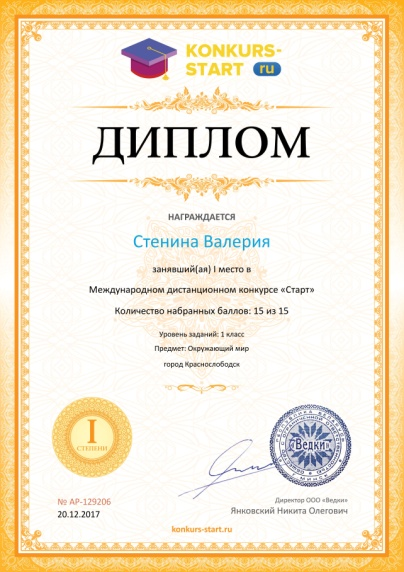 KONKURS-
START ru
ДИПЛОМ
НАГРАЖДАЕТСЯ
Стенина Валерия
занявший(ая) I место в
Международном дистанционном конкурсе «Старт»
Количество набранных баллов: 15 из 15
Уровень заданий: 1 класс
Предмет: Окружающий мир
город Краснослободск
I
СТЕПЕНИ
"Ведки"
МИНСК
№ АР-129206
20.12.2017
Директор ООО «Ведки»
Янковский Никита Олегович
konkurs-start.ru